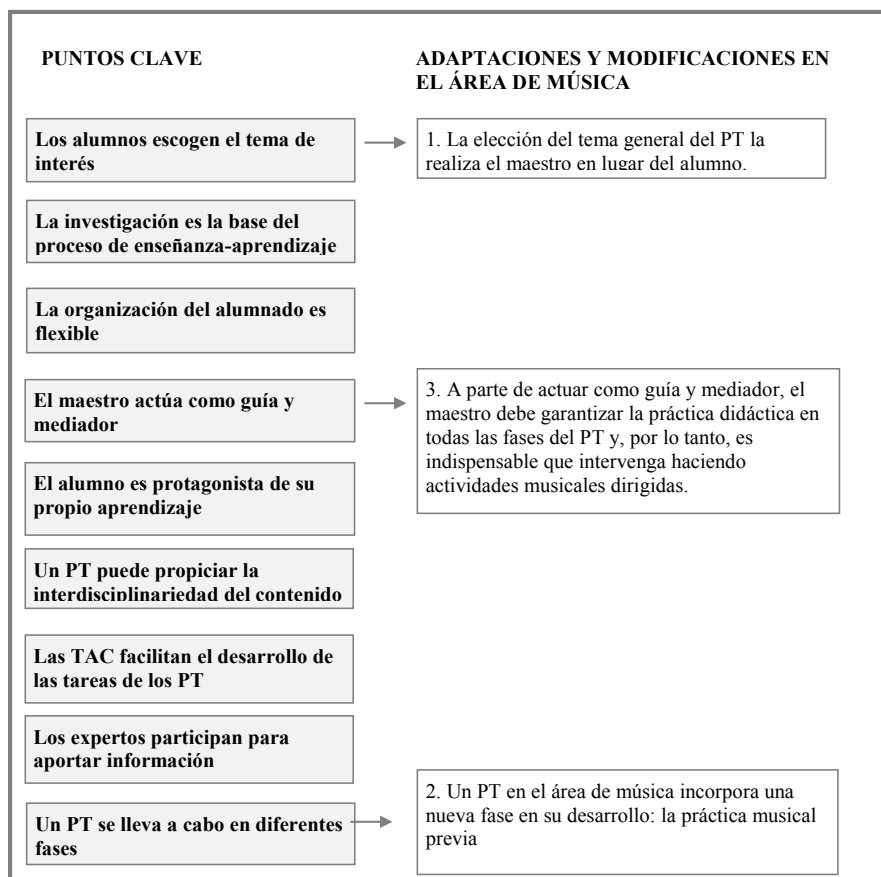 PUNTOS CLAVE
ADAPTACIONES Y MODIFICACIONES EN
EL ÁREA DE MÚSICA
Los alumnos escogen el tema de
interés
1. La elección del tema general del PT la
realiza el maestro en lugar del alumno.
La investigación es la base del
proceso de enseñanza-aprendizaje
La organización del alumnado es
flexible
El maestro actúa como guía y
mediador
3. A parte de actuar como guía y mediador, el
maestro debe garantizar la práctica didáctica en
todas las fases del PT y, por lo tanto, es
indispensable que intervenga haciendo
actividades musicales dirigidas.
El alumno es protagonista de su
propio aprendizaje
Un PT puede propiciar la
interdisciplinariedad del contenido
Las TAC facilitan el desarrollo de
las tareas de los PT
Los expertos participan para
aportar información
Un PT se lleva a cabo en diferentes
fases
2. Un PT en el área de música incorpora una
nueva fase en su desarrollo: la práctica musical
previa